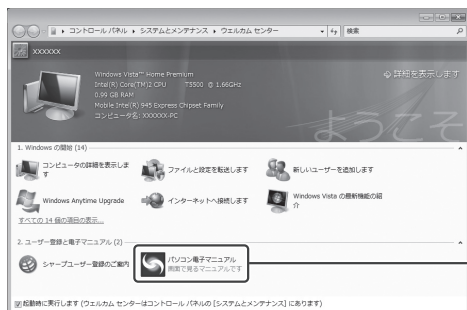 コントロール パネル ▸ システムとメンテナンス ▸ ウェルカム センター
検索
XXXXXX
Windows Vista™ Home Premium
詳細を表示します
Intel(R) Core(TM)2 CPU T5500 @ 1.66GHz
0.99 GB RAM
Mobile Intel(R) 945 Express Chipset Family
コンピュータ名: XXXXXX-PC
ようこそ
1. Windows の開始 (14)
コンピュータの詳細を表示します
ファイルと設定を転送します
新しいユーザーを追加します
Windows Anytime Upgrade
インターネットへ接続します
Windows Vista の最新機能の紹介
すべての 14 個の項目の表示...
2. ユーザー登録と電子マニュアル (2)
シャープユーザー登録のご案内
パソコン電子マニュアル
画面で見るマニュアルです
起動時に実行します (ウェルカム センターはコントロール パネルの [システムとメンテナンス] にあります)